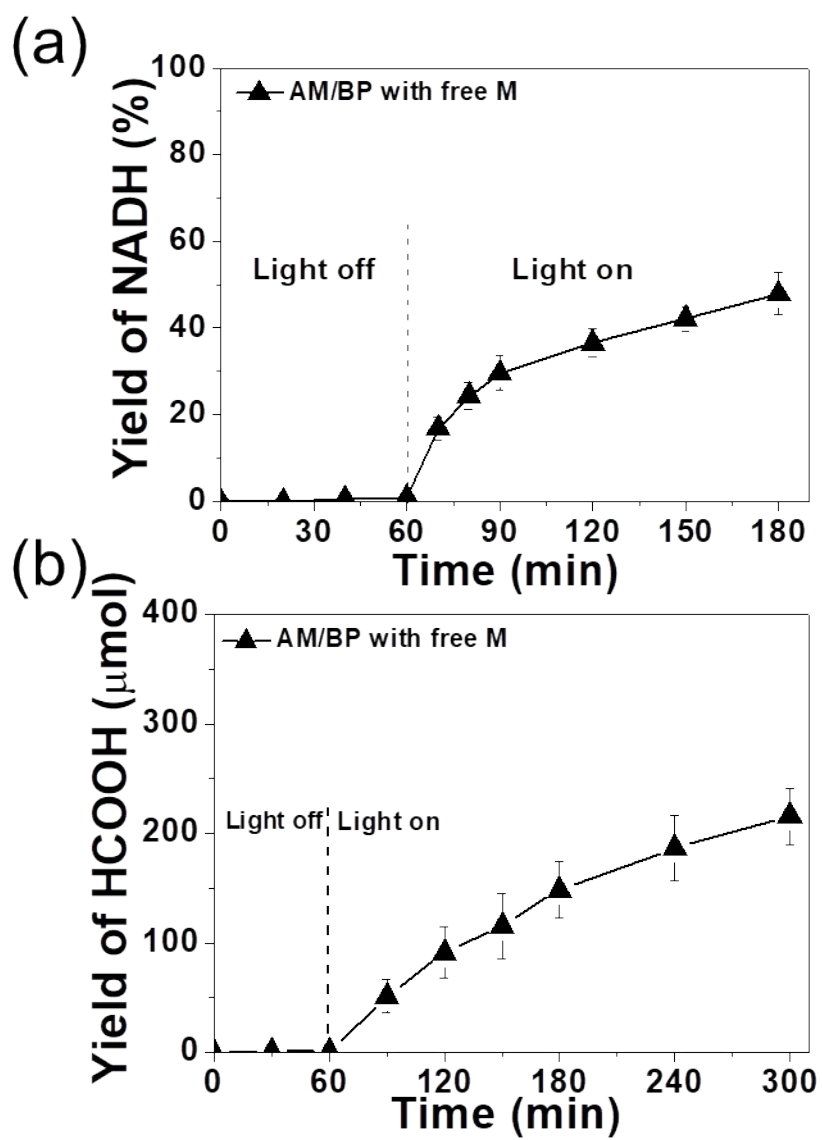 (a)
100
80
60
40
20
0
Yield of NADH (%)
AM/BP with free M
Light off
Light on
0 30 60 90 120 150 180
Time (min)
(b)
400
300
200
100
0
Yield of HCOOH (μmol)
AM/BP with free M
Light off
Light on
0 60 120 180 240 300
Time (min)